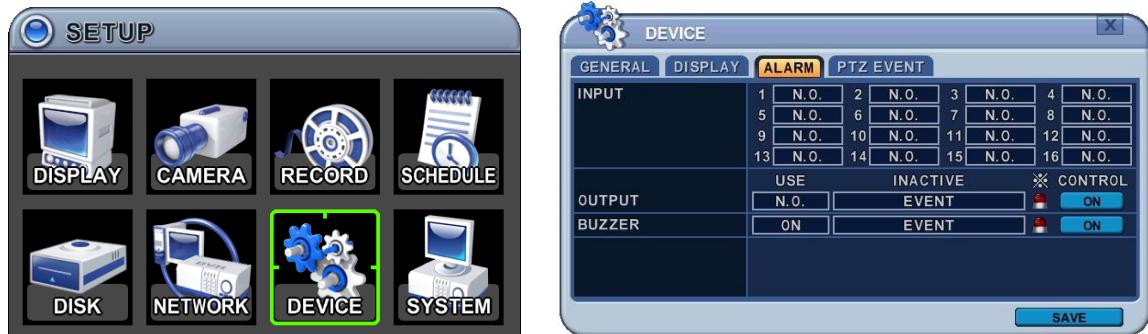 SETUP
DISPLAY CAMERA RECORD SCHEDULE
DISK NETWORK DEVICE SYSTEM
DEVICE X
GENERAL DISPLAY ALARM PTZ EVENT
INPUT 1 N.O. 2 N.O. 3 N.O. 4 N.O.
5 N.O. 6 N.O. 7 N.O. 8 N.O.
9 N.O. 10 N.O. 11 N.O. 12 N.O.
13 N.O. 14 N.O. 15 N.O. 16 N.O.
USE INACTIVE ※ CONTROL
OUTPUT N.O. EVENT ON
BUZZER ON EVENT ON
SAVE